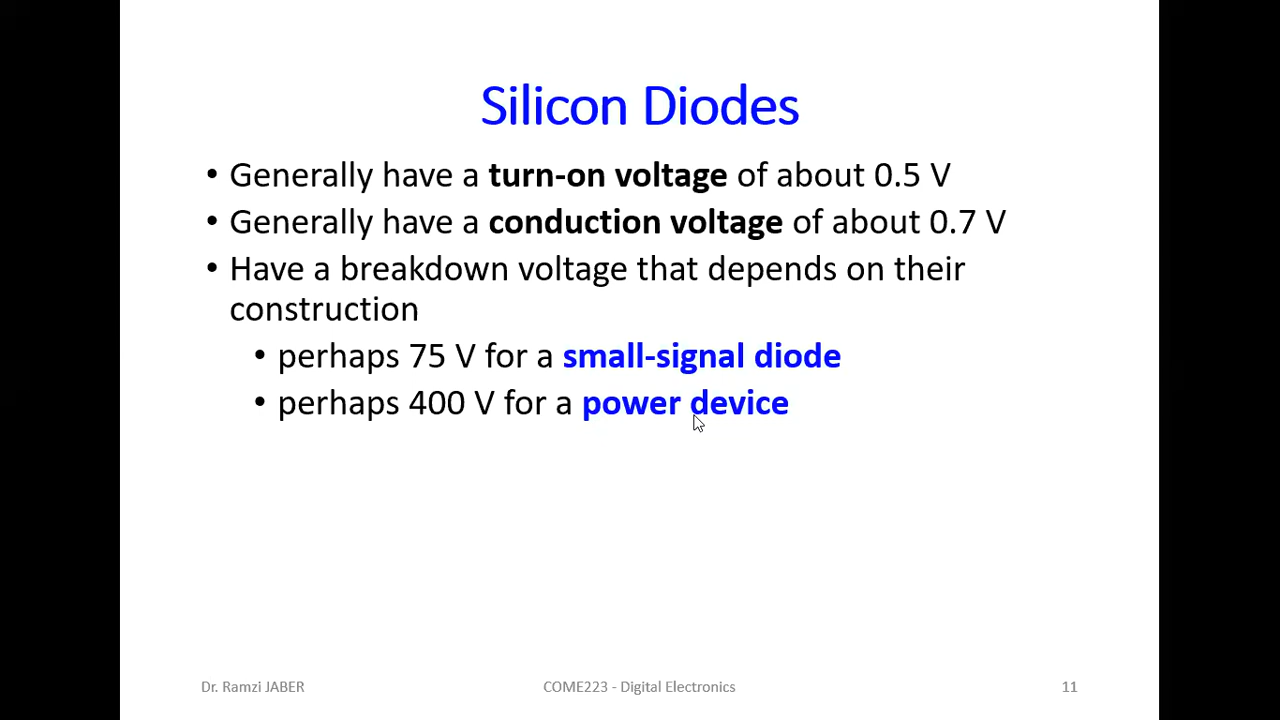 Silicon Diodes
• Generally have a turn-on voltage of about 0.5 V
• Generally have a conduction voltage of about 0.7 V
• Have a breakdown voltage that depends on their
construction
• perhaps 75 V for a small-signal diode
• perhaps 400 V for a power device
Dr. Ramzi JABER
COME223 - Digital Electronics
11